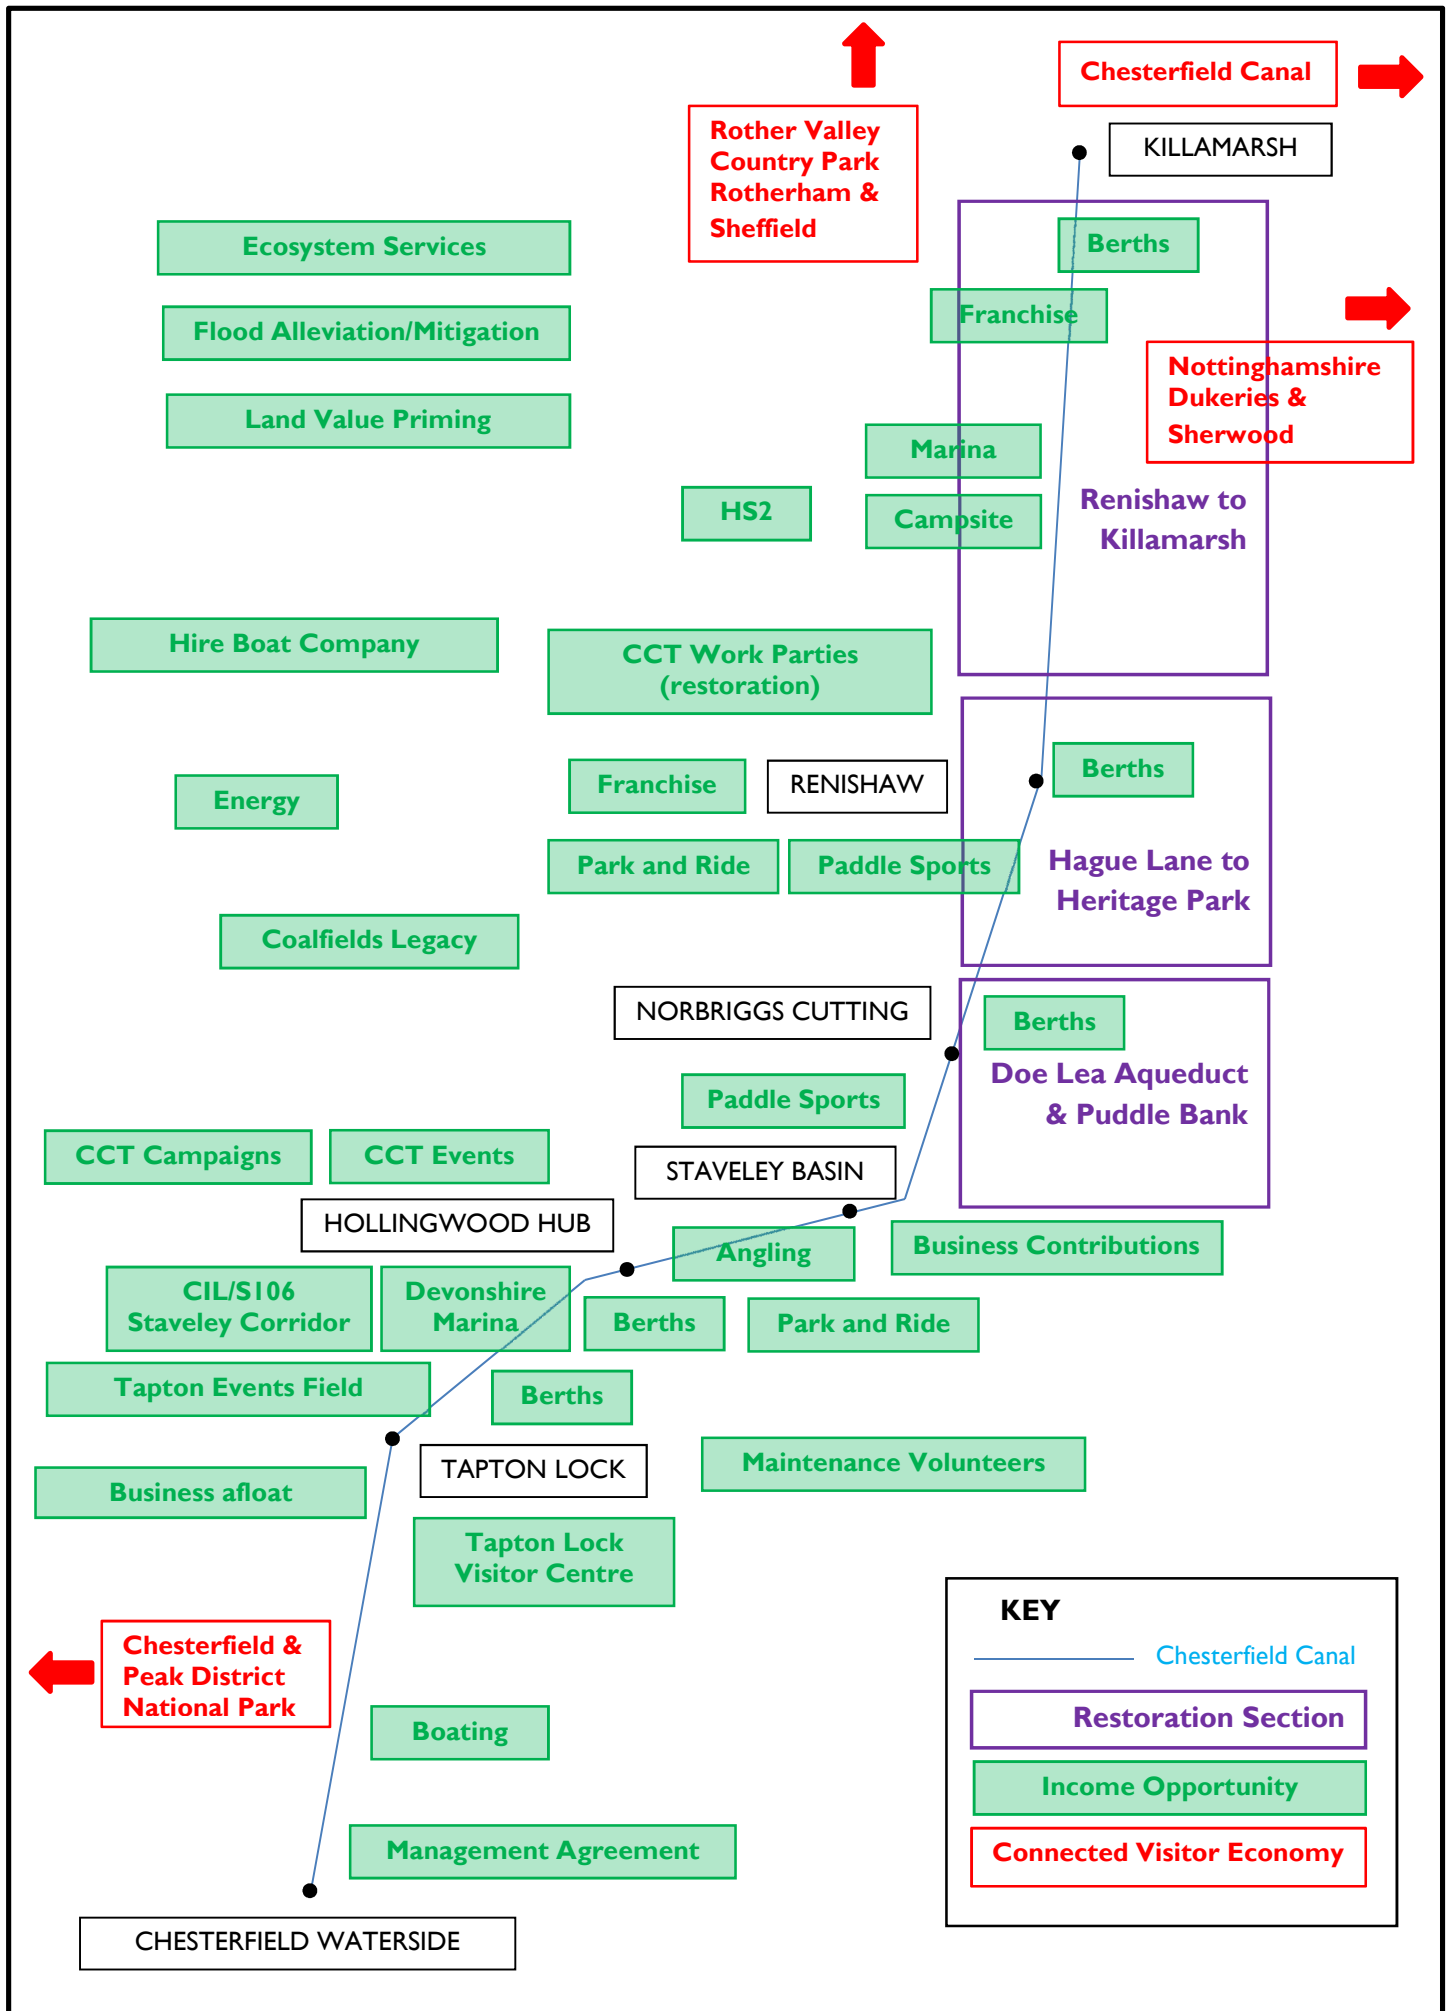 Chesterfield Canal
Rother Valley
Country Park
Rotherham &
Sheffield
KILLAMARSH
Ecosystem Services
Berths
Flood Alleviation/Mitigation
Franchise
Nottinghamshire
Dukeries &
Sherwood
Land Value Priming
Marina
HS2
Campsite
Renishaw to
Killamarsh
Hire Boat Company
CCT Work Parties
(restoration)
Energy
Franchise
RENISHAW
Berths
Park and Ride
Paddle Sports
Hague Lane to
Heritage Park
Coalfields Legacy
NORBRIGGS CUTTING
Berths
Doe Lea Aqueduct
& Puddle Bank
Paddle Sports
CCT Campaigns
CCT Events
STAVELEY BASIN
HOLLINGWOOD HUB
Angling
Business Contributions
CIL/S106
Staveley Corridor
Devonshire
Marina
Berths
Park and Ride
Tapton Events Field
Berths
TAPTON LOCK
Maintenance Volunteers
Business afloat
Tapton Lock
Visitor Centre
Chesterfield &
Peak District
National Park
Boating
Management Agreement
CHESTERFIELD WATERSIDE
KEY
Chesterfield Canal
Restoration Section
Income Opportunity
Connected Visitor Economy